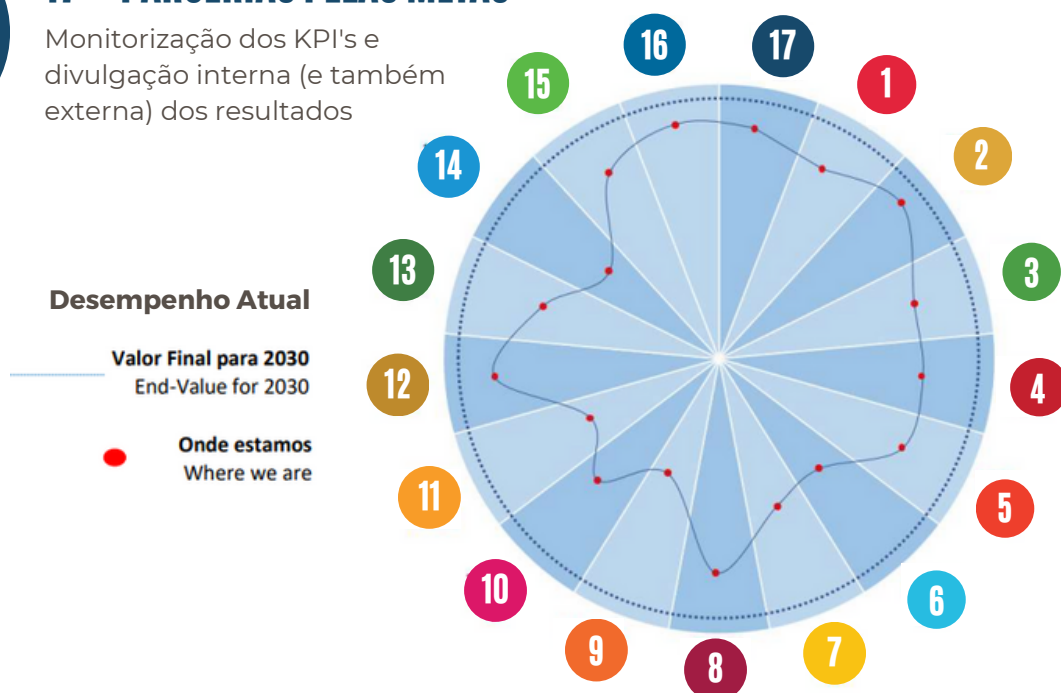 Monitorização dos KPI's e
divulgação interna (e também
externa) dos resultados
16
17
15
1
14
2
13
3
Desempenho Atual
Valor Final para 2030
End-Value for 2030
12
4
Onde estamos
Where we are
11
5
10
6
9
7
8